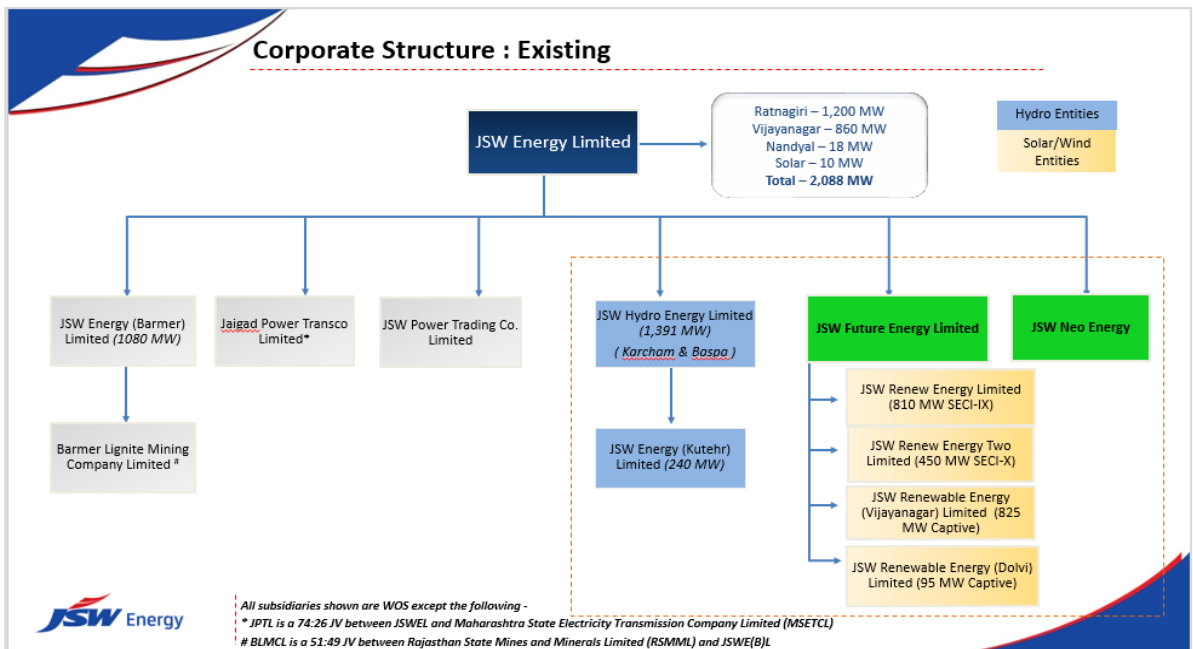 Corporate Structure : Existing
JSW Energy Limited
Ratnagiri – 1,200 MW
Vijayanagar – 860 MW
Nandyal – 18 MW
Solar – 10 MW
Total – 2,088 MW
Hydro Entities
Solar/Wind
Entities
JSW Energy (Barmer)
Limited (1080 MW)
Jaigad Power Transco
Limited*
JSW Power Trading Co.
Limited
JSW Hydro Energy Limited
(1,391 MW)
( Karcham & Baspa )
JSW Future Energy Limited
JSW Neo Energy
Barmer Lignite Mining
Company Limited #
JSW Energy (Kutehr)
Limited (240 MW)
JSW Renew Energy Limited
(810 MW SECI-IX)
JSW Renew Energy Two
Limited (450 MW SECI-X)
JSW Renewable Energy
(Vijayanagar) Limited (825
MW Captive)
JSW Renewable Energy (Dolvi)
Limited (95 MW Captive)
JSW Energy
All subsidiaries shown are WOS except the following -
* JPTL is a 74:26 JV between JSWEL and Maharashtra State Electricity Transmission Company Limited (MSETCL)
# BLMCL is a 51:49 JV between Rajasthan State Mines and Minerals Limited (RSMML) and JSWE(B)L